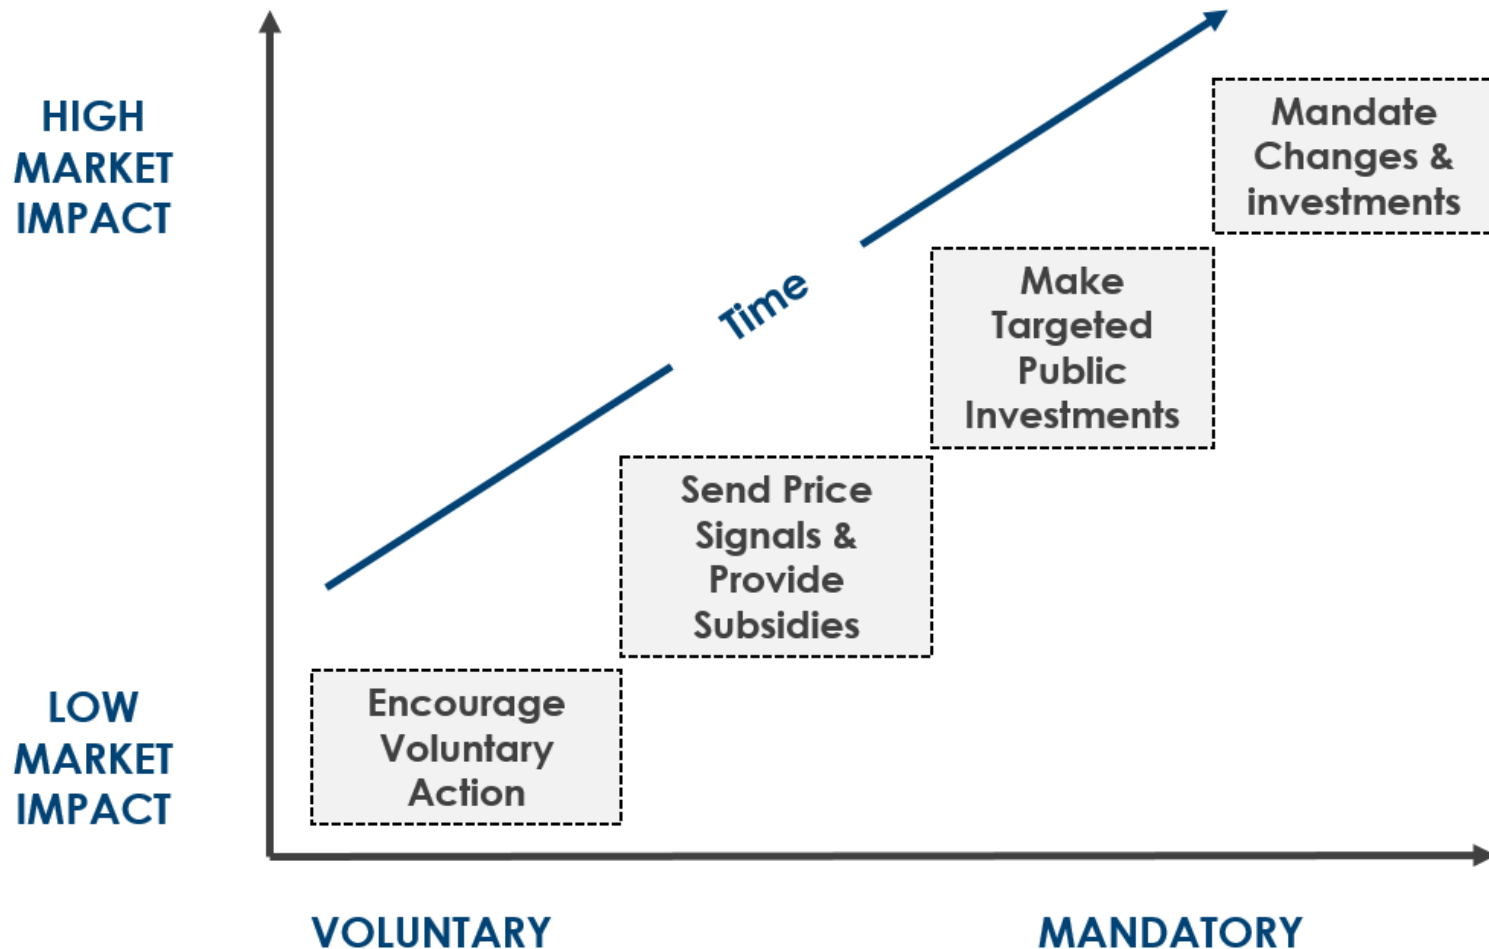 HIGH
MARKET
IMPACT
Mandate
Changes &
investments
Time
Make
Targeted
Public
Investments
Send Price
Signals &
Provide
Subsidies
LOW
MARKET
IMPACT
Encourage
Voluntary
Action
VOLUNTARY
MANDATORY